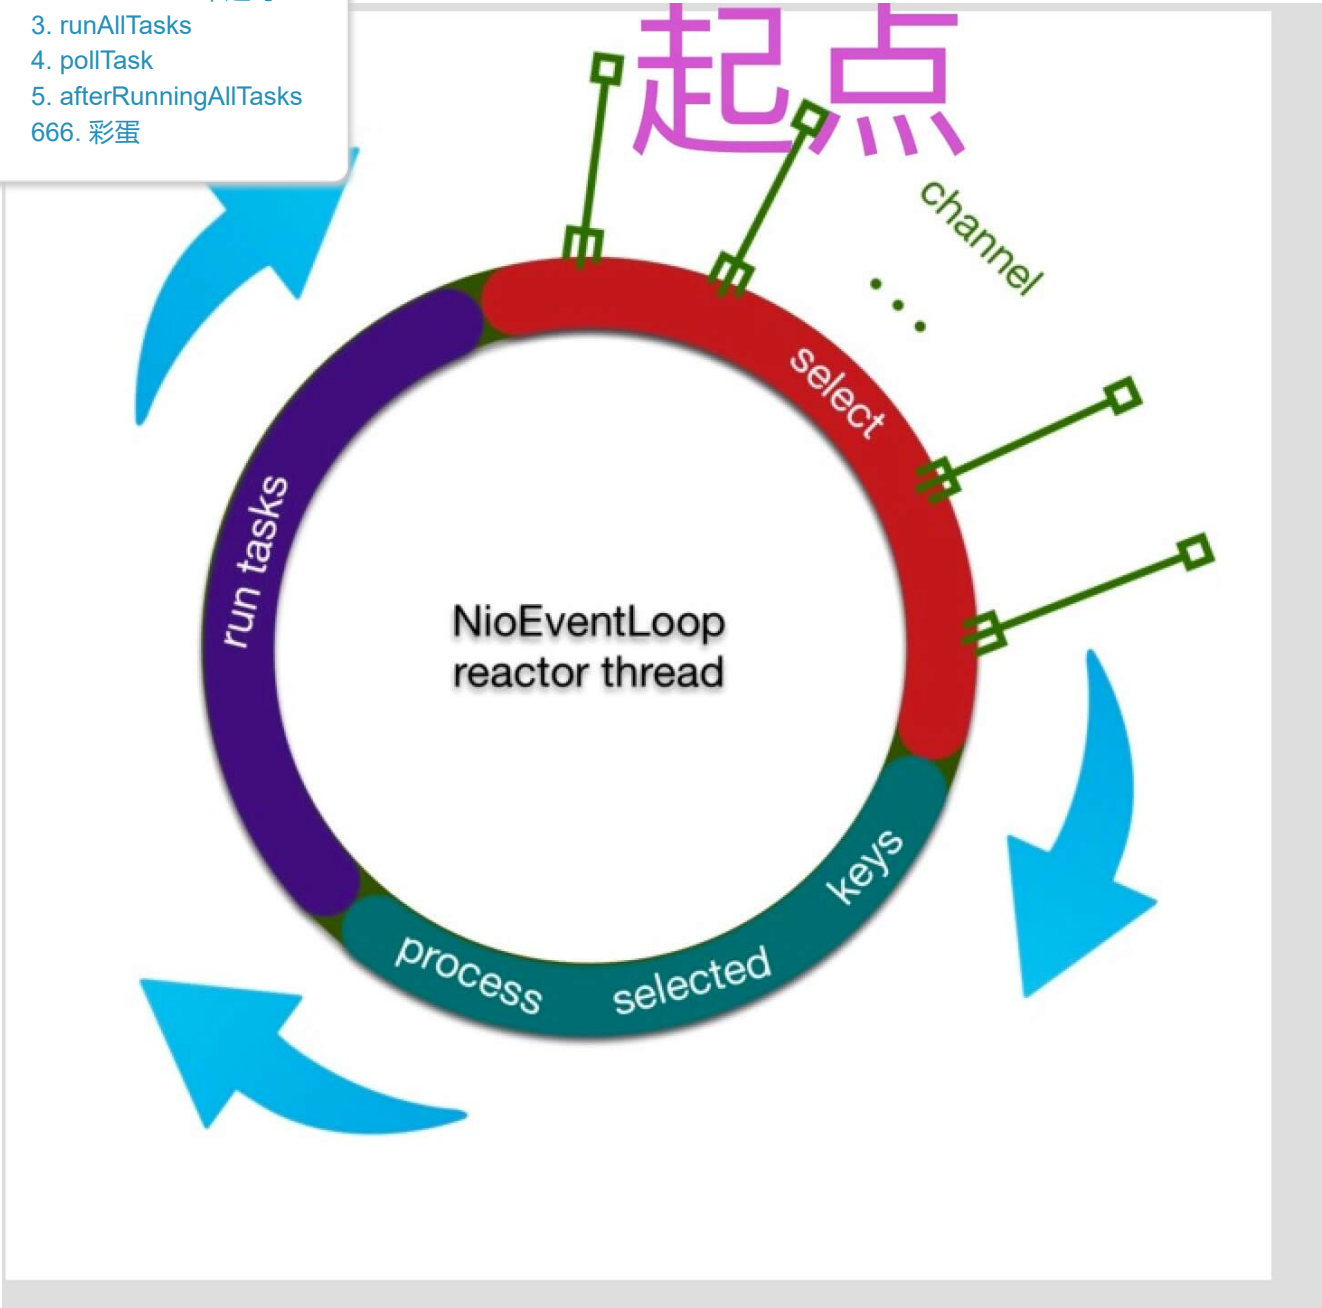 3. runAllTasks
4. pollTask
5. afterRunningAllTasks
666. 彩蛋
起点
channel
select
run tasks
NioEventLoop
reactor thread
keys
process selected